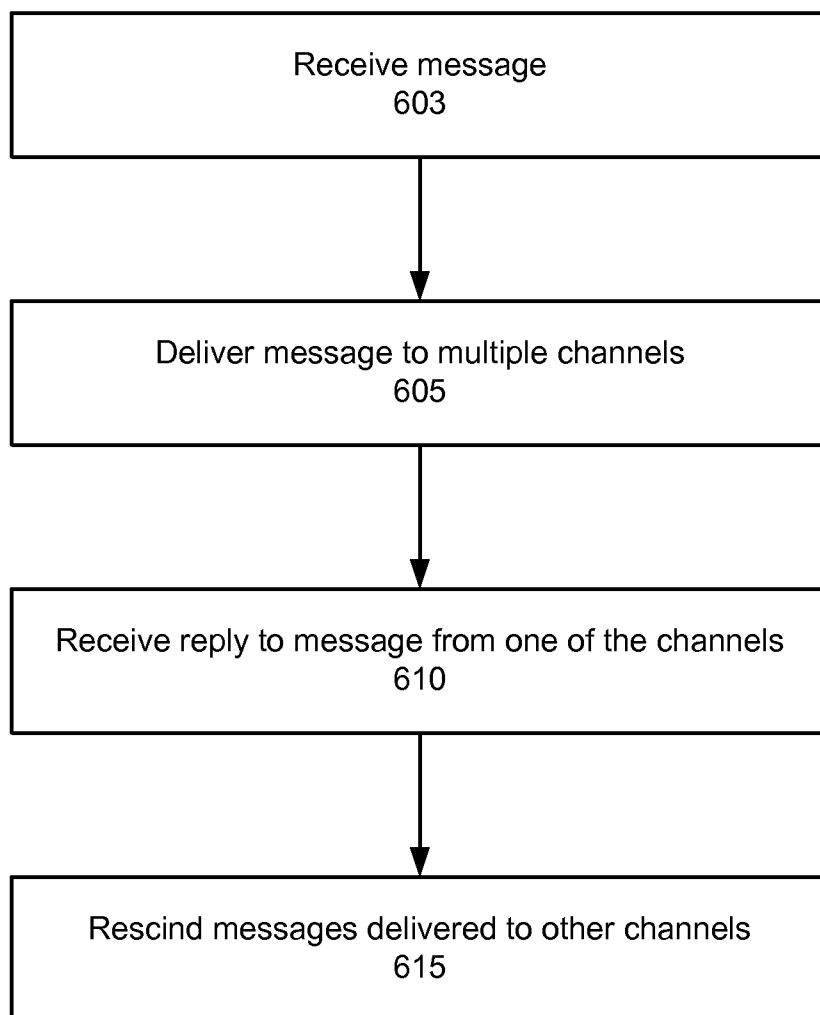 Receive message
603
Deliver message to multiple channels
605
Receive reply to message from one of the channels
610
Rescind messages delivered to other channels
615